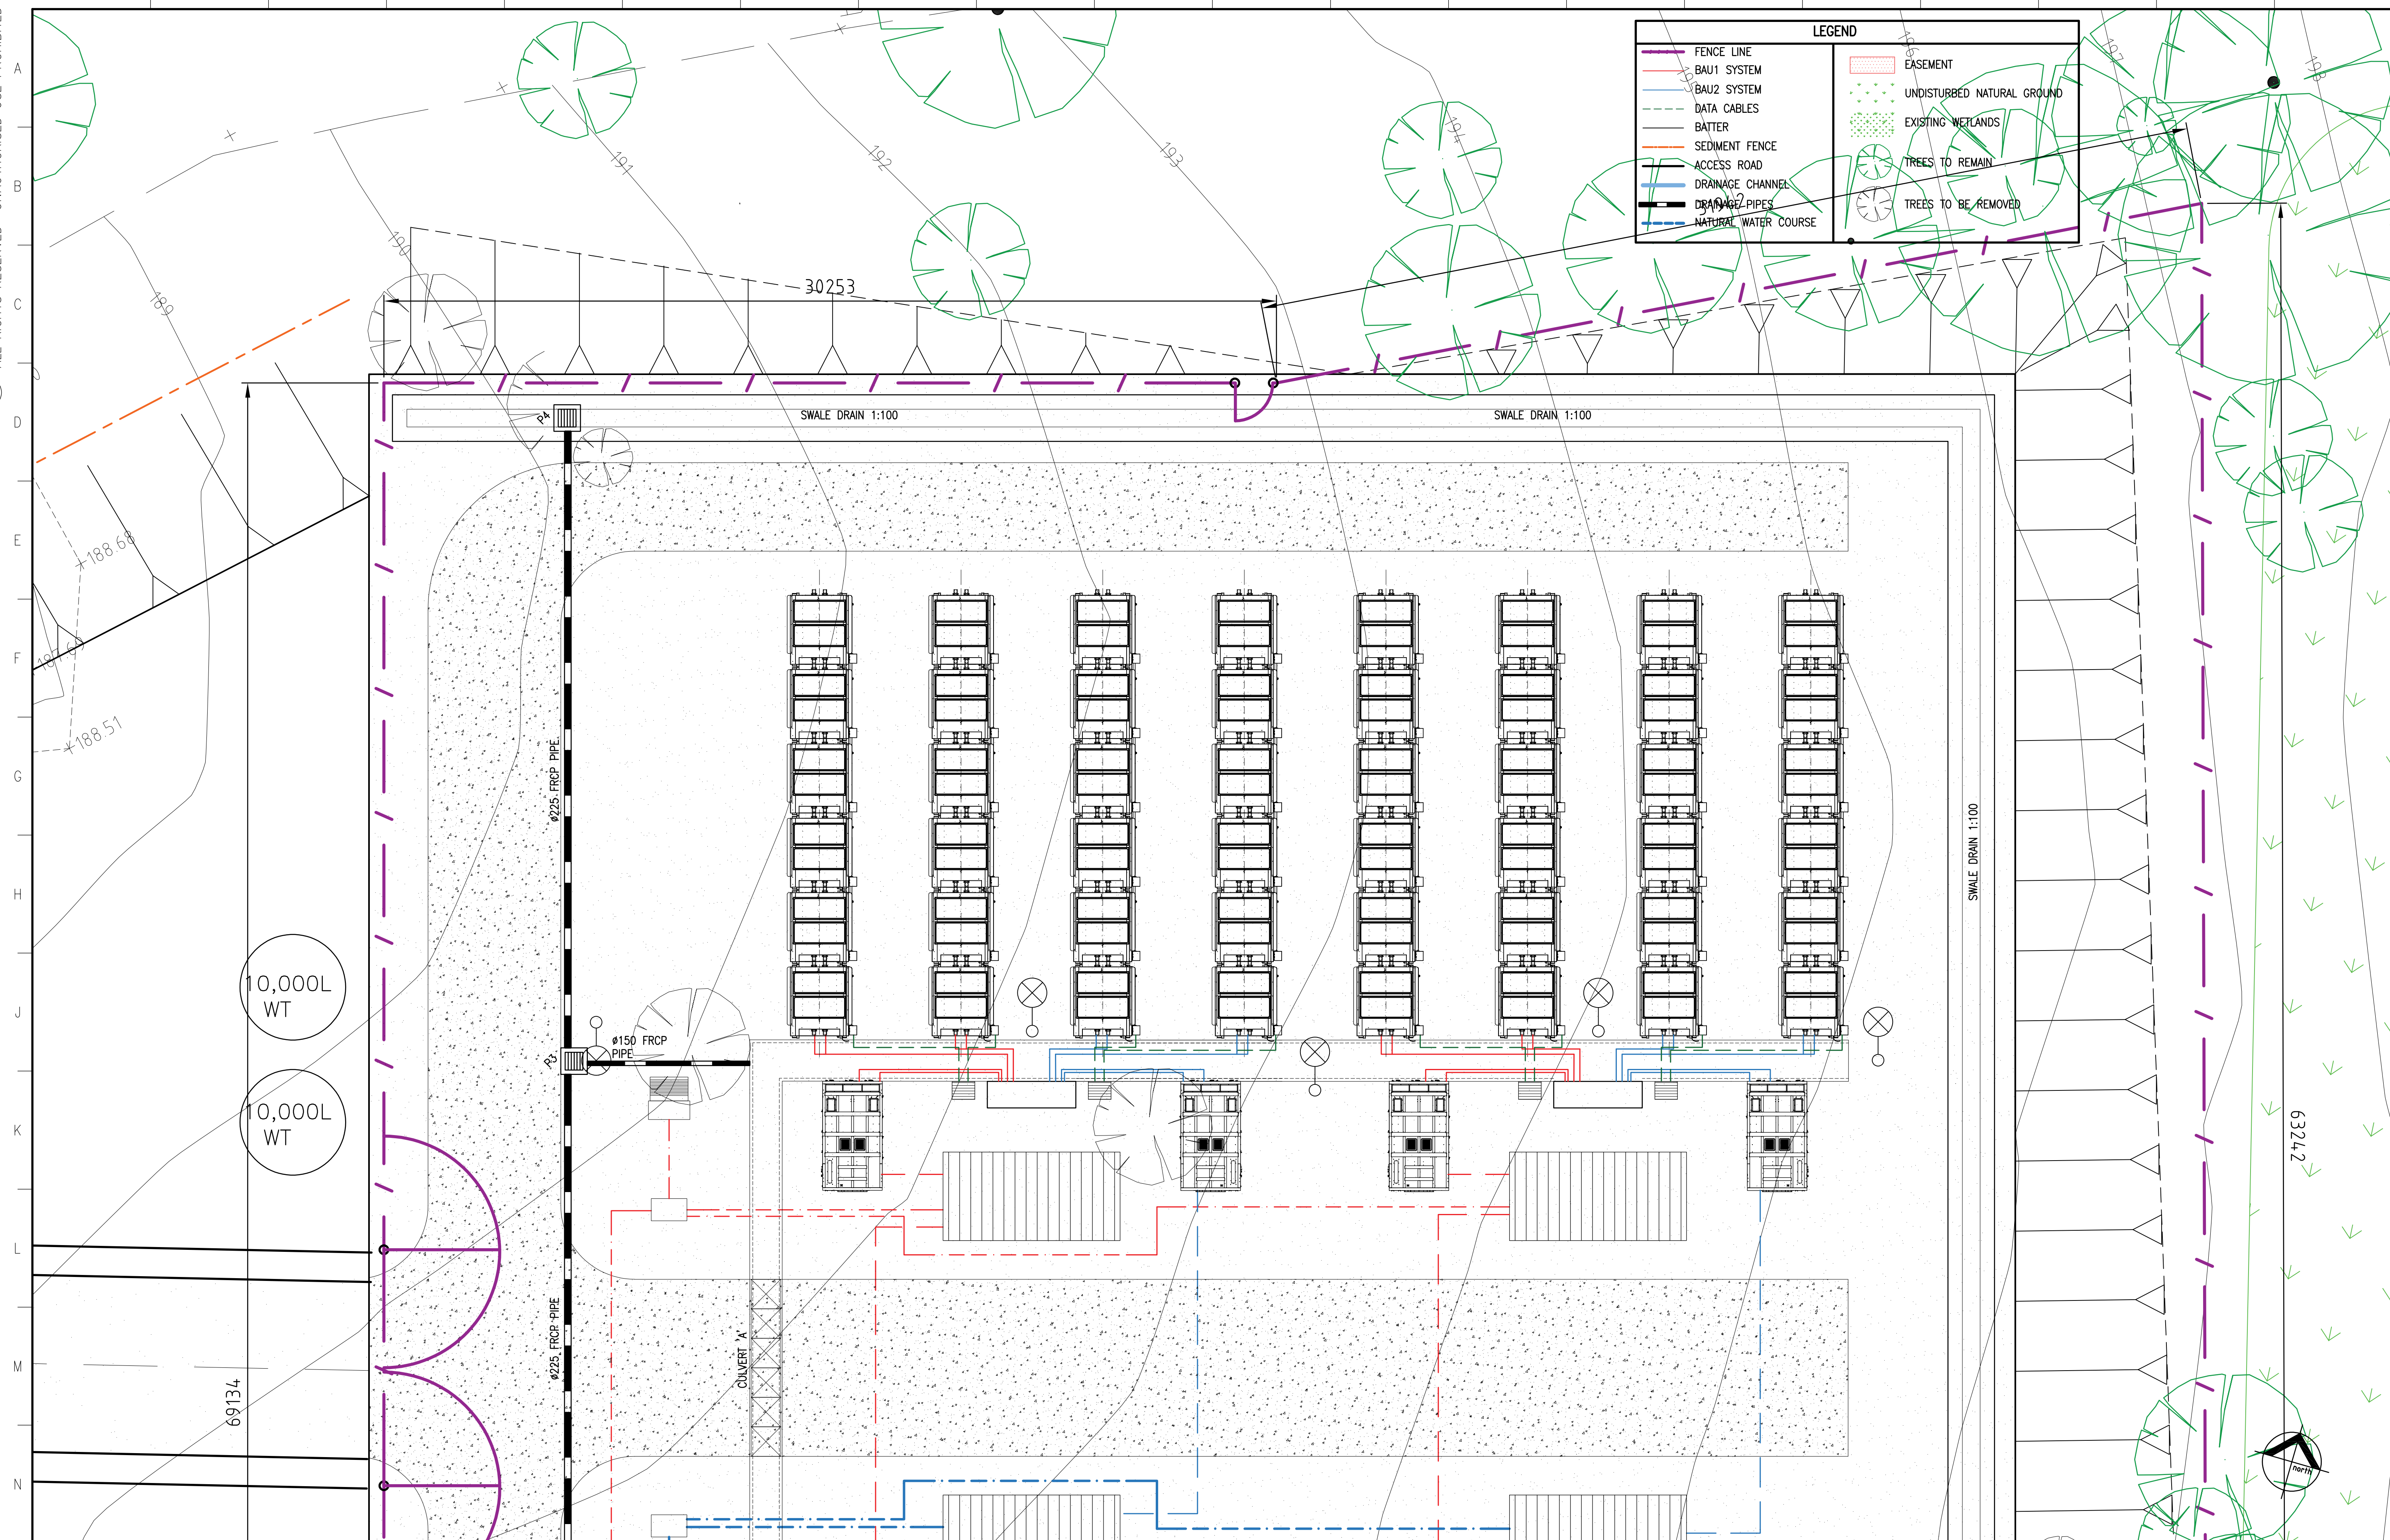 LEGEND
FENCE LINE
BAU1 SYSTEM
BAU2 SYSTEM
DATA CABLES
BATTER
SEDIMENT FENCE
ACCESS ROAD
DRAINAGE CHANNEL
DRAINAGE PIPES
NATURAL WATER COURSE
EASEMENT
UNDISTURBED NATURAL GROUND
EXISTING WETLANDS
TREES TO REMAIN
TREES TO BE REMOVED
A
B
C
D
E
F
G
H
J
K
L
M
N
189
190
191
192
193
194
195
196
197
198
30253
SWALE DRAIN 1:100
SWALE DRAIN 1:100
P4
188.68
188.51
Ø225 FRCP PIPE
SWALE DRAIN 1:100
10,000L
WT
P3
Ø150 FRCP
PIPE
10,000L
WT
63242
Ø225 FRCP PIPE
CULVERT 'A'
69134
north